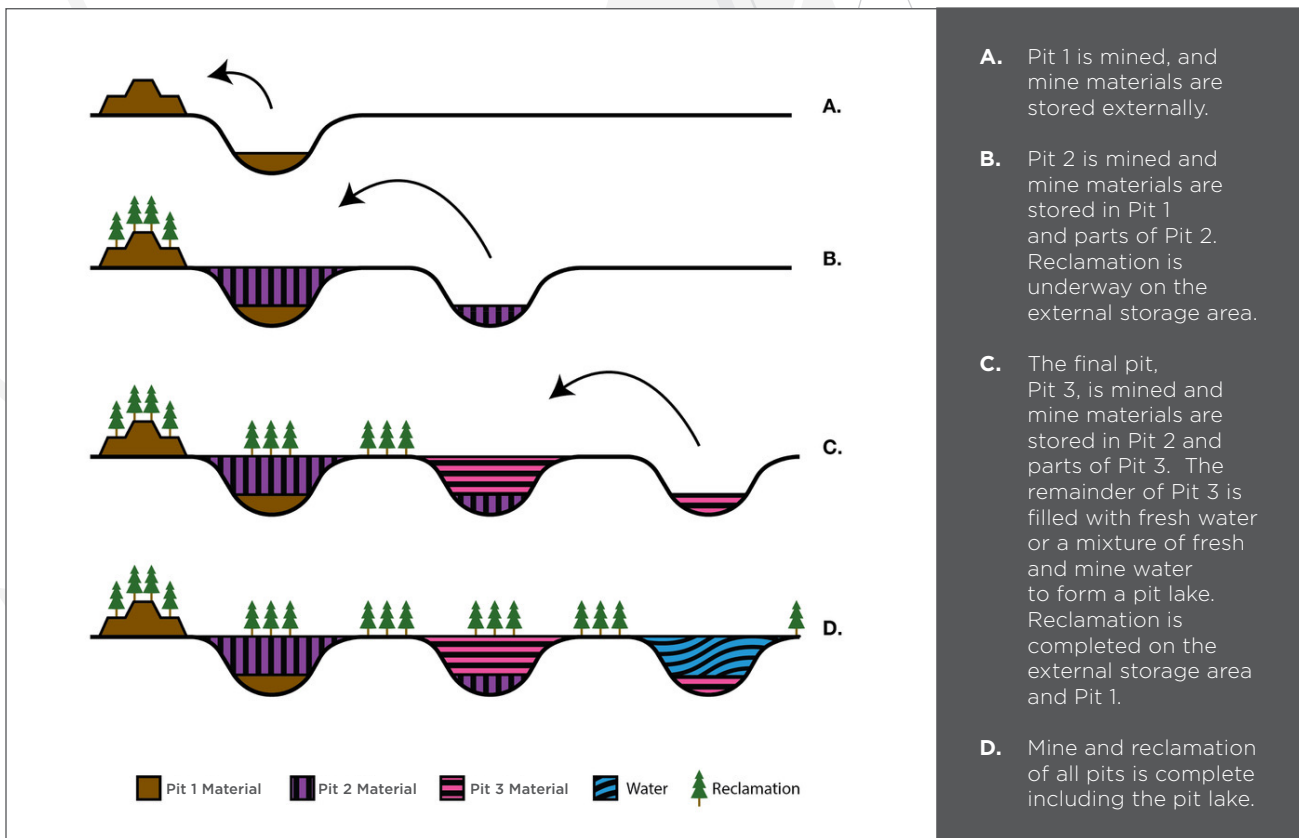 A.
B.
C.
D.
Pit 1 Material
Pit 2 Material
Pit 3 Material
Water
Reclamation
A. Pit 1 is mined, and
mine materials are
stored externally.
B. Pit 2 is mined and
mine materials are
stored in Pit 1
and parts of Pit 2.
Reclamation is
underway on the
external storage area.
C. The final pit,
Pit 3, is mined and
mine materials are
stored in Pit 2 and
parts of Pit 3. The
remainder of Pit 3 is
filled with fresh water
or a mixture of fresh
and mine water
to form a pit lake.
Reclamation is
completed on the
external storage area
and Pit 1.
D. Mine and reclamation
of all pits is complete
including the pit lake.